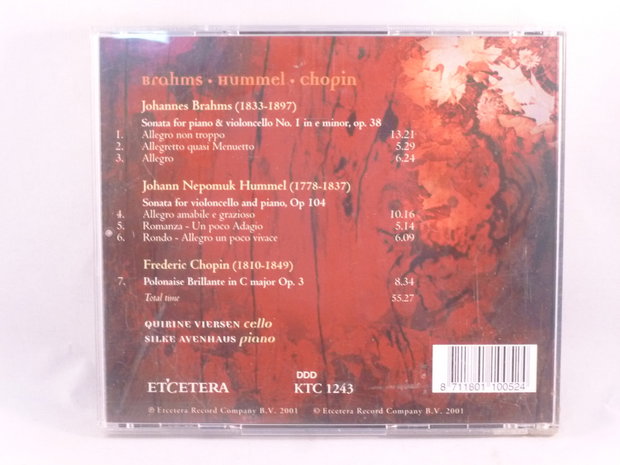 Brahms • Hummel • Chopin
Johannes Brahms (1833-1897)
Sonata for piano & violoncello No. 1 in e minor, op. 38
1. Allegro non troppo 13.21
2. Allegretto quasi Menuetto 5.29
3. Allegro 6.24
Johann Nepomuk Hummel (1778-1837)
Sonata for violoncello and piano, Op 104
4. Allegro amabile e grazioso 10.16
5. Romanza - Un poco Adagio 5.14
6. Rondo - Allegro un poco vivace 6.09
Frederic Chopin (1810-1849)
7. Polonaise Brillante in C major Op. 3 8.34
Total time 55.27
QUIRINE VIERSEN cello
SILKE AVENHAUS piano
ET'CETERA
DDD
KTC 1243
8 711801 100524
℗ Etcetera Record Company B.V. 2001 © Etcetera Record Company B.V. 2001